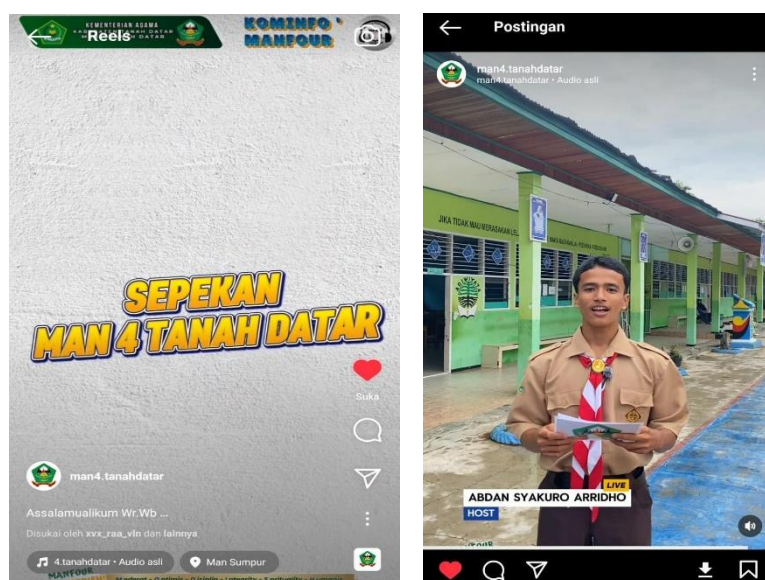 KEMENTERIAN AGAMA
Reels
KOMINFO
MANFOUR
SEPEKAN
MAN 4 TANAH DATAR
Suka
man4.tanahdatar
Assalamualikum Wr.Wb ...
Disukai oleh xvx_raa_vln dan lainnya
4.tanahdatar • Audio asli
Man Sumpur
MANFOUR
Postingan
man4.tanahdatar
man4.tanahdatar • Audio asli
JIKA TIDAK MAU MERASAKAN
LIVE
ABDAN SYAKURO ARRIDHO
HOST